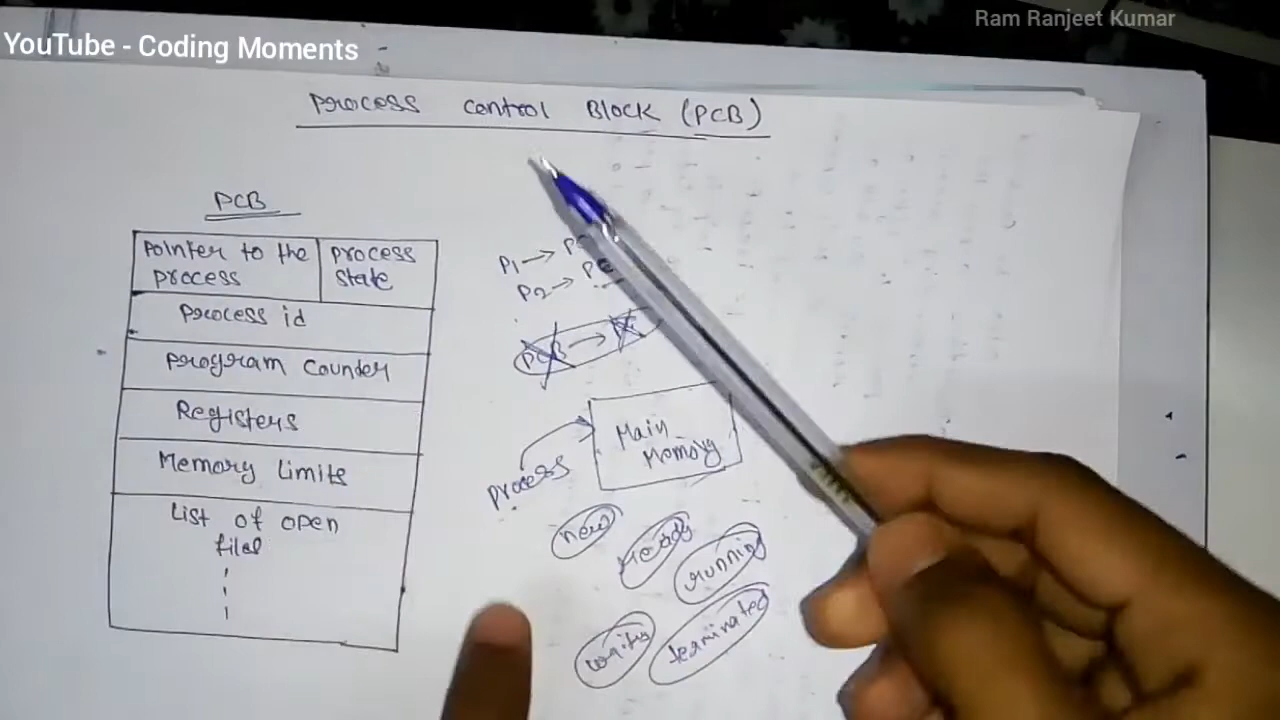 Ram Ranjeet Kumar
YouTube - Coding Moments
Process Control Block (PCB)
PCB
Pointer to the
process
process
state
process id
program counter
Registers
Memory Limits
List of open
files
P1 →
P2 →
PCB →
Main
Memory
process
new
ready
running
terminated